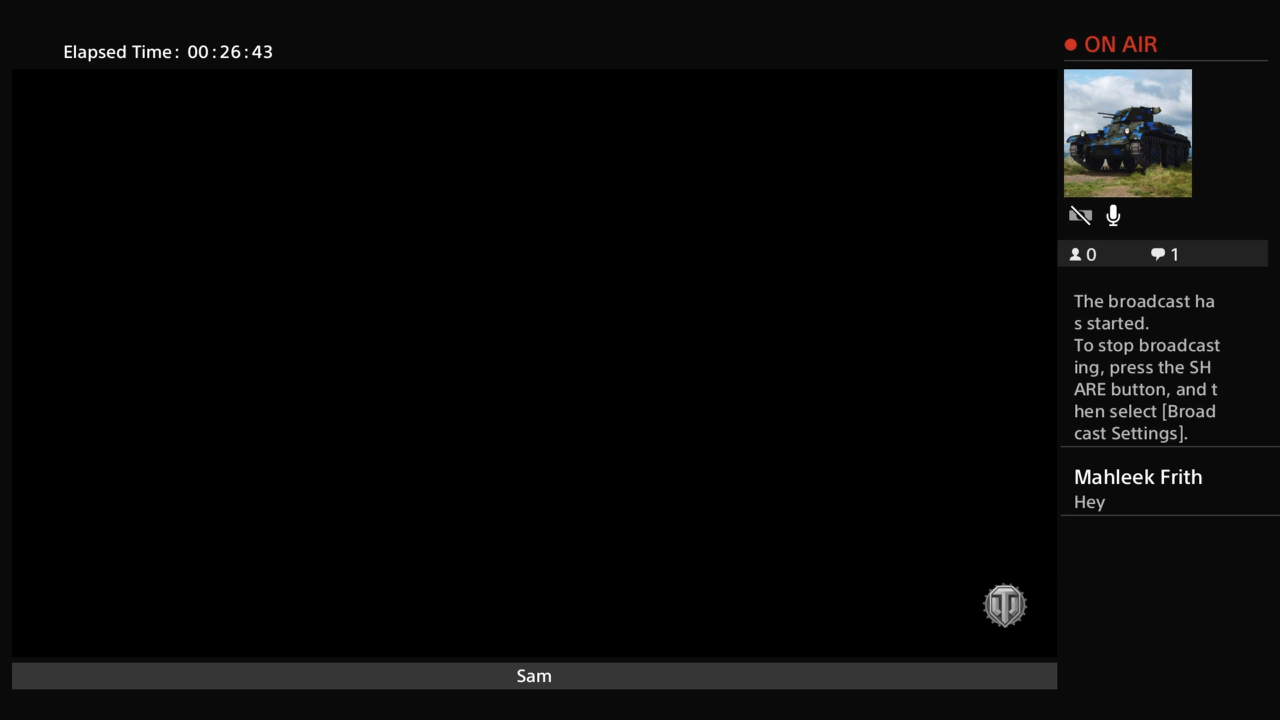 Elapsed Time: 00:26:43
ON AIR
0
1
The broadcast ha
s started.
To stop broadcast
ing, press the SH
ARE button, and t
hen select [Broad
cast Settings].
Mahleek Frith
Hey
Sam